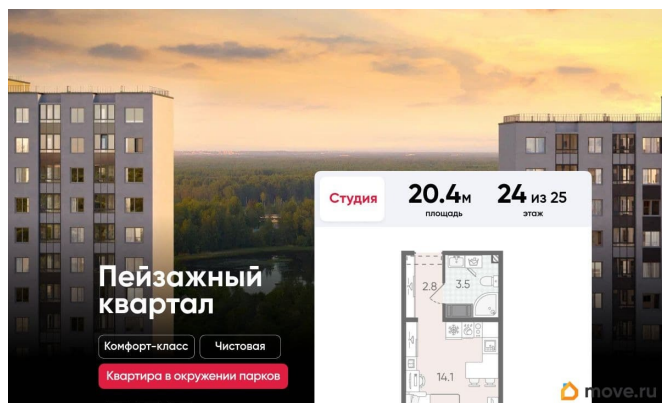 Студия
20.4м
площадь
24 из 25
этаж
Пейзажный
квартал
Комфорт-класс
Чистовая
Квартира в окружении парков
2.8
3.5
14.1
move.ru